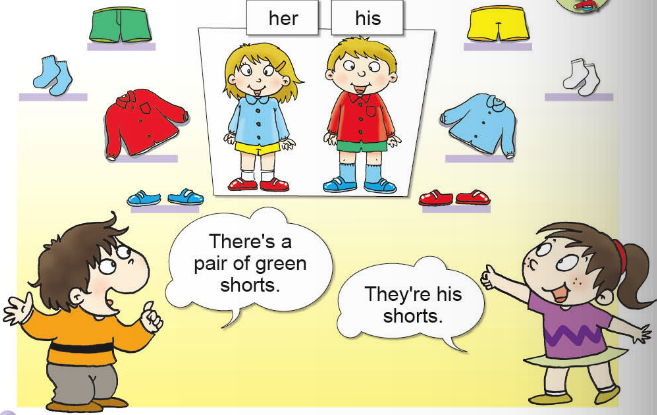 her
his
There's a
pair of green
shorts.
They're his
shorts.